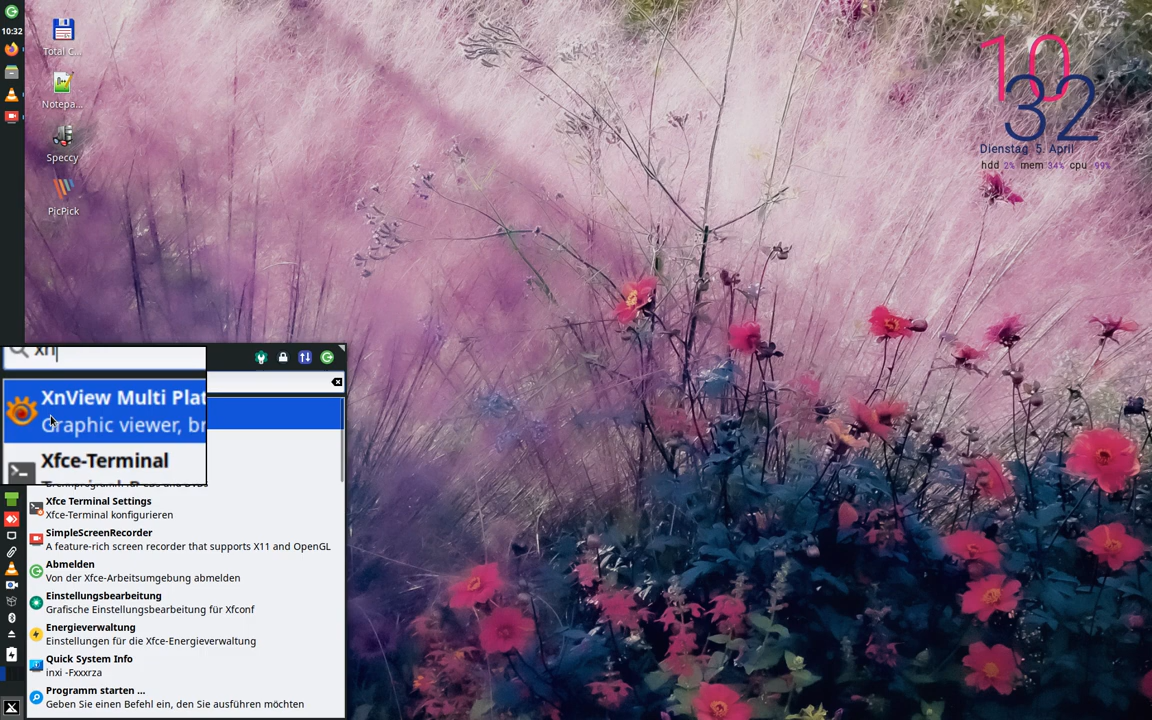 10:32
Total C...
Notepa...
Speccy
PicPick
10
32
Dienstag 5. April
hdd 2% mem 34% cpu 99%
xn
XnView Multi Plat
Graphic viewer, br
Xfce-Terminal
Xfce Terminal Settings
Xfce-Terminal konfigurieren
SimpleScreenRecorder
A feature-rich screen recorder that supports X11 and OpenGL
Abmelden
Von der Xfce-Arbeitsumgebung abmelden
Einstellungsbearbeitung
Grafische Einstellungsbearbeitung für Xfconf
Energieverwaltung
Einstellungen für die Xfce-Energieverwaltung
Quick System Info
inxi -Fxxxrza
Programm starten ...
Geben Sie einen Befehl ein, den Sie ausführen möchten